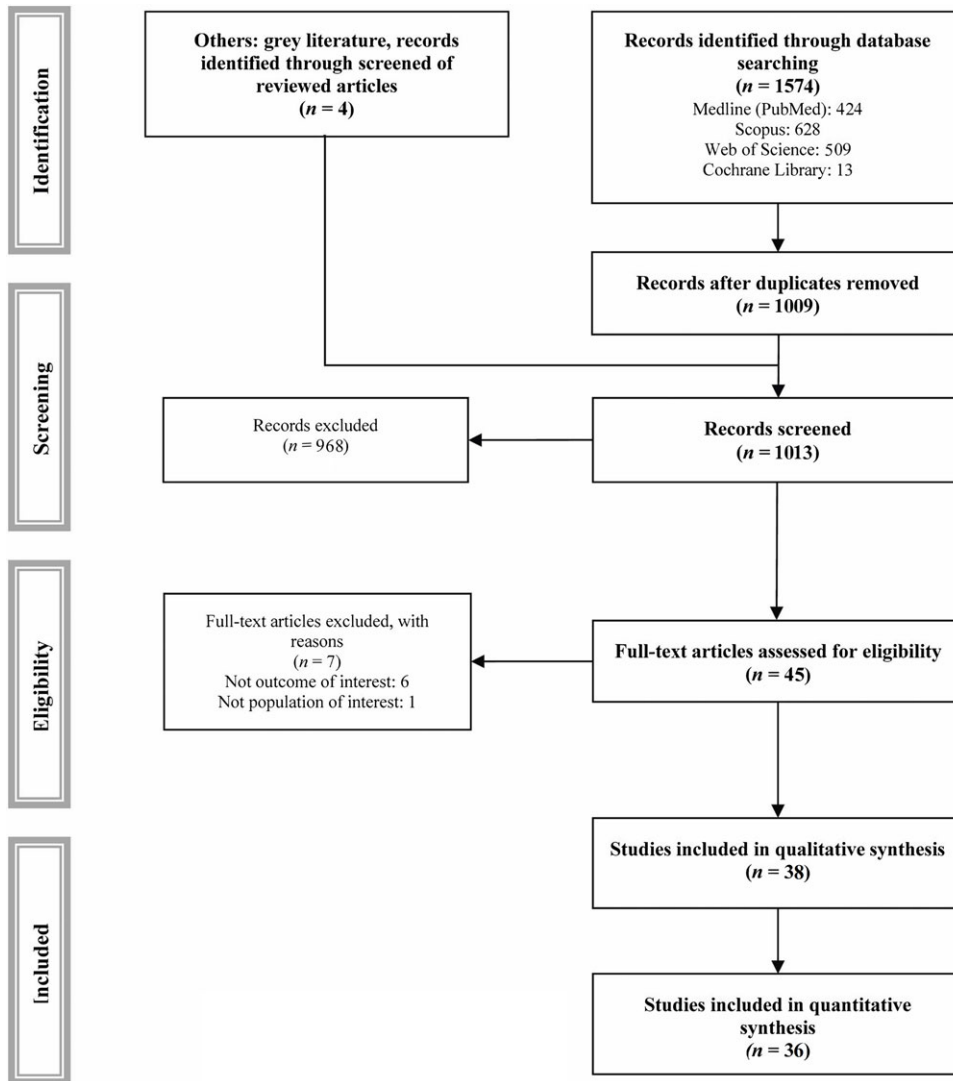 Identification
Others: grey literature, records
identified through screened of
reviewed articles
(n = 4)
Records identified through database
searching
(n = 1574)
Medline (PubMed): 424
Scopus: 628
Web of Science: 509
Cochrane Library: 13
Records after duplicates removed
(n = 1009)
Screening
Records excluded
(n = 968)
Records screened
(n = 1013)
Eligibility
Full-text articles excluded, with
reasons
(n = 7)
Not outcome of interest: 6
Not population of interest: 1
Full-text articles assessed for eligibility
(n = 45)
Included
Studies included in qualitative synthesis
(n = 38)
Studies included in quantitative
synthesis
(n = 36)